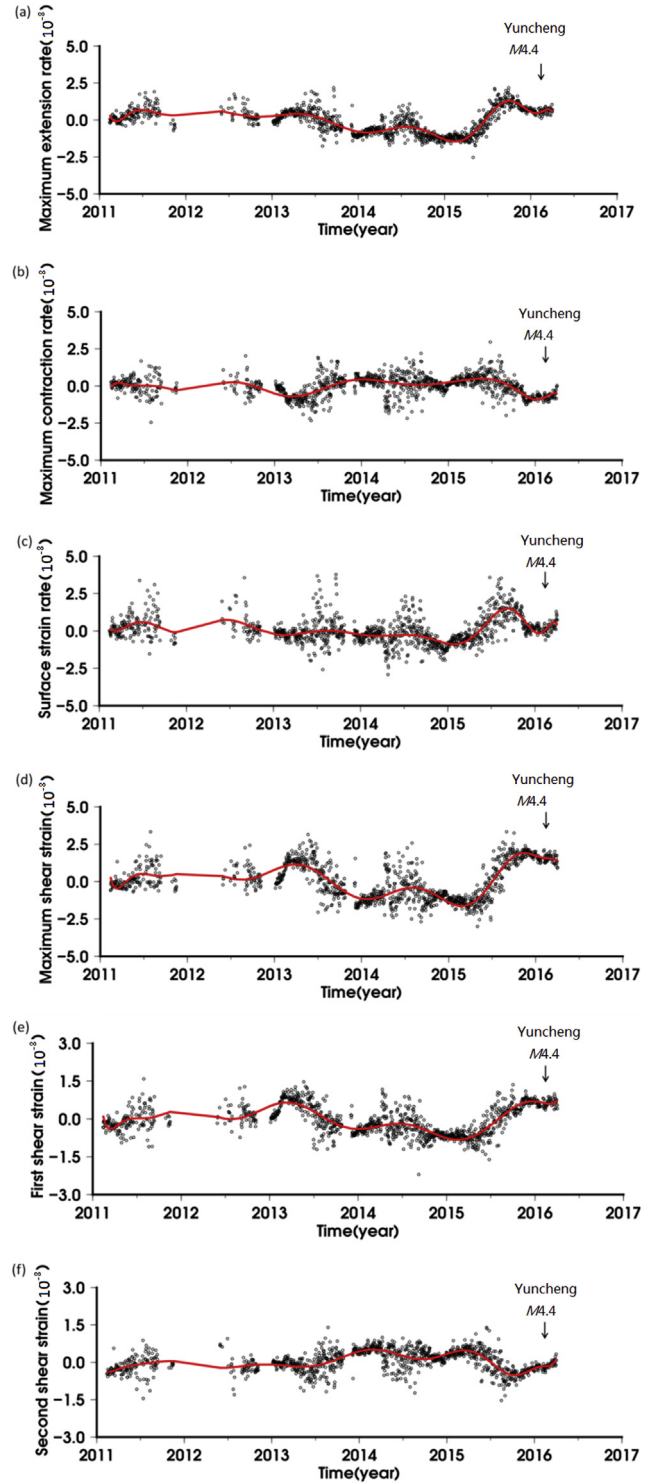 (a)
Yuncheng
M4.4
Maximum extension rate(10⁻⁸)
5.0
2.5
0.0
−2.5
−5.0
2011 2012 2013 2014 2015 2016 2017
Time(year)
(b)
Yuncheng
M4.4
Maximum contraction rate(10⁻⁸)
5.0
2.5
0.0
−2.5
−5.0
2011 2012 2013 2014 2015 2016 2017
Time(year)
(c)
Yuncheng
M4.4
Surface strain rate(10⁻⁸)
5.0
2.5
0.0
−2.5
−5.0
2011 2012 2013 2014 2015 2016 2017
Time(year)
(d)
Yuncheng
M4.4
Maximum shear strain(10⁻⁸)
5.0
2.5
0.0
−2.5
−5.0
2011 2012 2013 2014 2015 2016 2017
Time(year)
(e)
Yuncheng
M4.4
First shear strain(10⁻⁸)
3.0
1.5
0.0
−1.5
−3.0
2011 2012 2013 2014 2015 2016 2017
Time(year)
(f)
Yuncheng
M4.4
Second shear strain(10⁻⁸)
3.0
1.5
0.0
−1.5
−3.0
2011 2012 2013 2014 2015 2016 2017
Time(year)